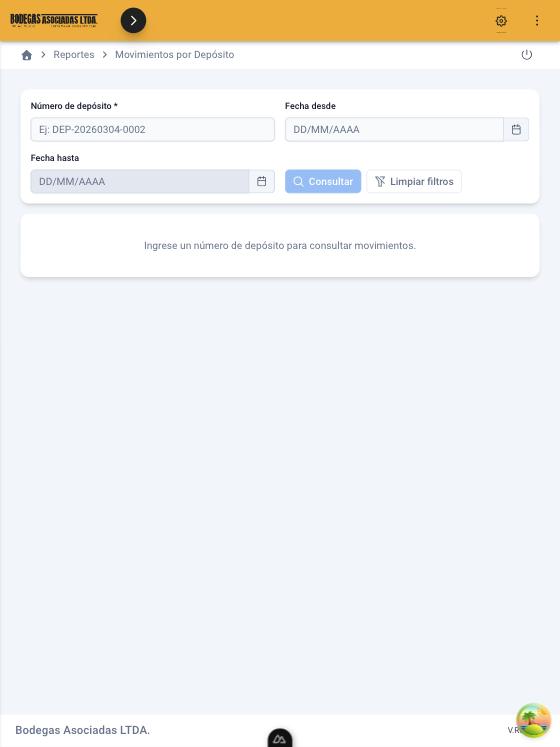 BODEGAS ASOCIADAS LTDA.
Reportes
Movimientos por Depósito
Número de depósito *
Fecha desde
Ej: DEP-20260304-0002
DD/MM/AAAA
Fecha hasta
DD/MM/AAAA
Consultar
Limpiar filtros
Ingrese un número de depósito para consultar movimientos.
Bodegas Asociadas LTDA.